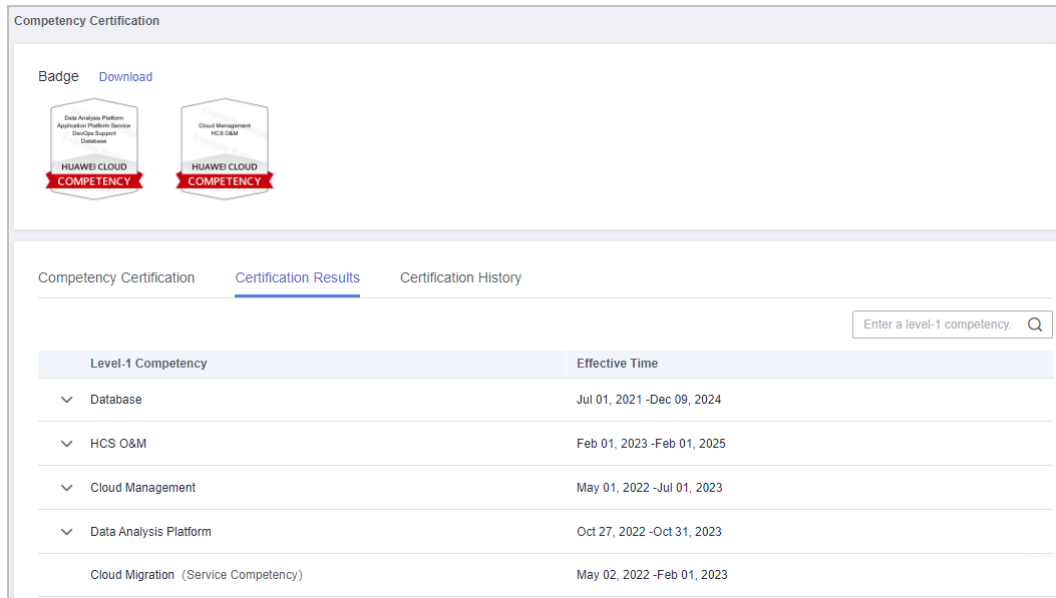 Competency Certification
Badge Download
Data Analysis Platform
Application Platform Service
DevOps Support
Database
HUAWEI CLOUD
COMPETENCY
Cloud Management
HCS O&M
HUAWEI CLOUD
COMPETENCY
Competency Certification Certification Results Certification History
Enter a level-1 competency.
Level-1 Competency Effective Time
Database Jul 01, 2021 -Dec 09, 2024
HCS O&M Feb 01, 2023 -Feb 01, 2025
Cloud Management May 01, 2022 -Jul 01, 2023
Data Analysis Platform Oct 27, 2022 -Oct 31, 2023
Cloud Migration (Service Competency) May 02, 2022 -Feb 01, 2023